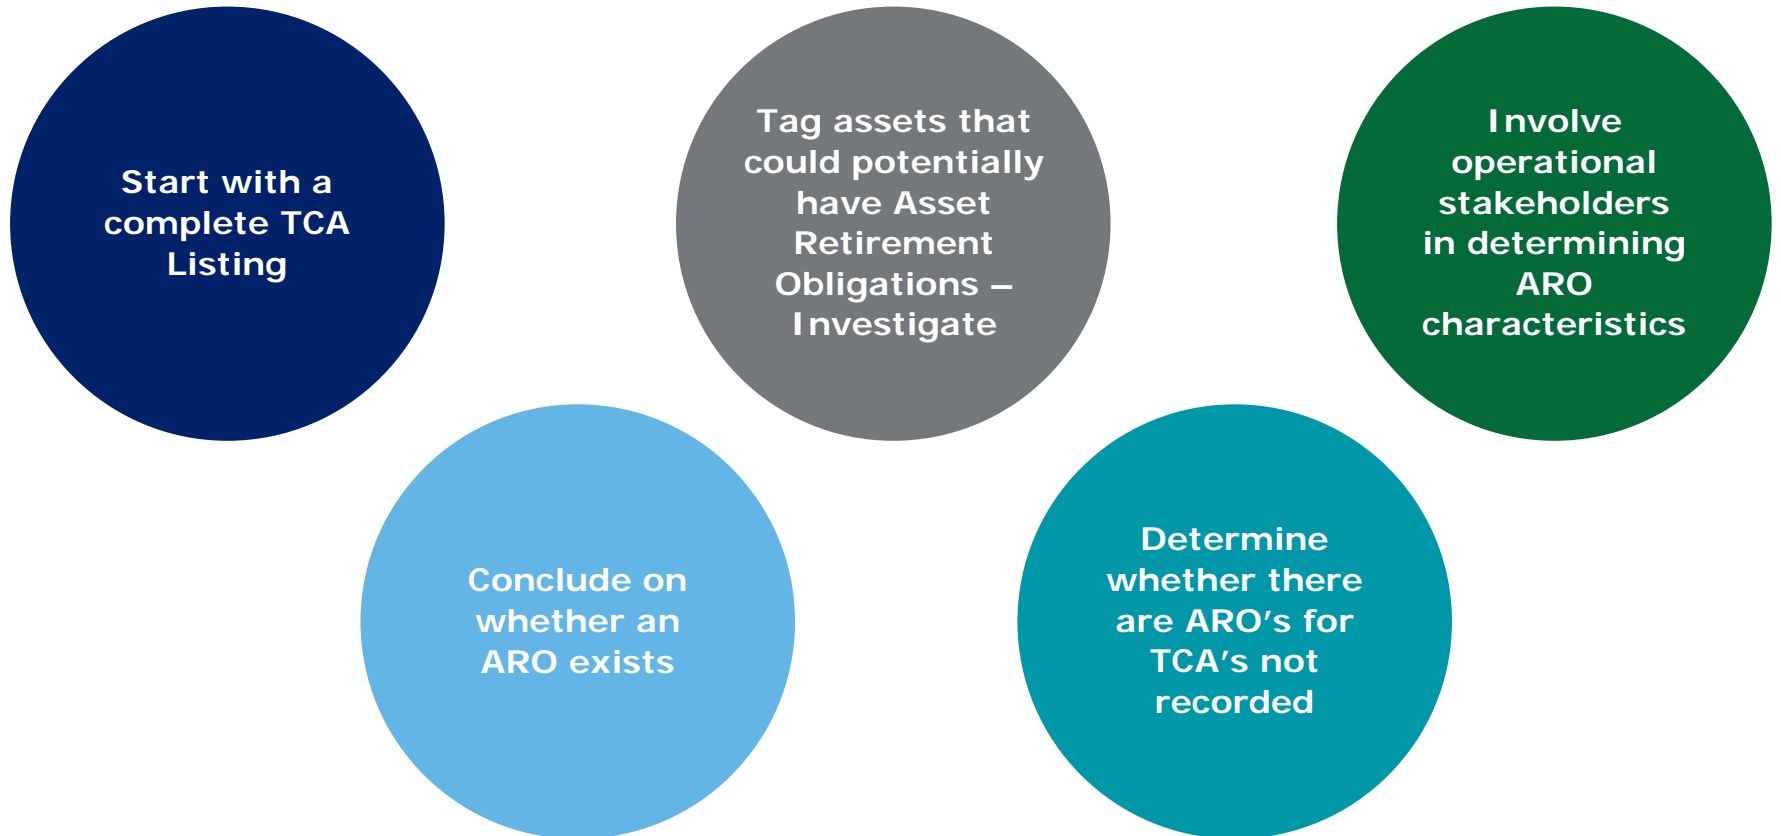 Start with a
complete TCA
Listing
Tag assets that
could potentially
have Asset
Retirement
Obligations –
Investigate
Involve
operational
stakeholders
in determining
ARO
characteristics
Conclude on
whether an
ARO exists
Determine
whether there
are ARO’s for
TCA’s not
recorded